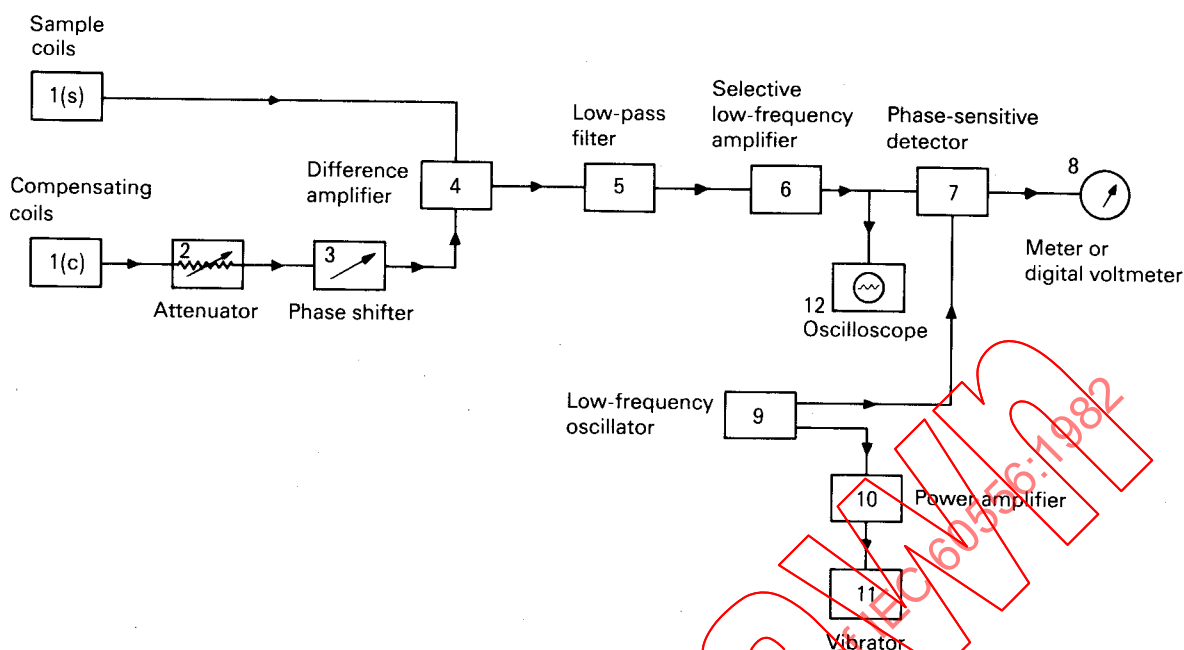 Sample
coils
1(s)
Compensating
coils
1(c)
2
Attenuator
3
Phase shifter
Difference
amplifier
4
Low-pass
filter
5
Selective
low-frequency
amplifier
6
Phase-sensitive
detector
7
8
Meter or
digital voltmeter
12
Oscilloscope
Low-frequency
oscillator
9
10
Power amplifier
11
Vibrator
IEC 60556:1982